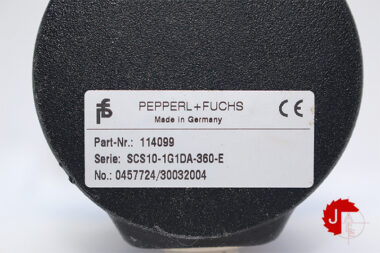 PEPPERL+FUCHS
Made in Germany
CE
Part-Nr.: 114099
Serie: SCS10-1G1DA-360-E
No.: 0457724/30032004